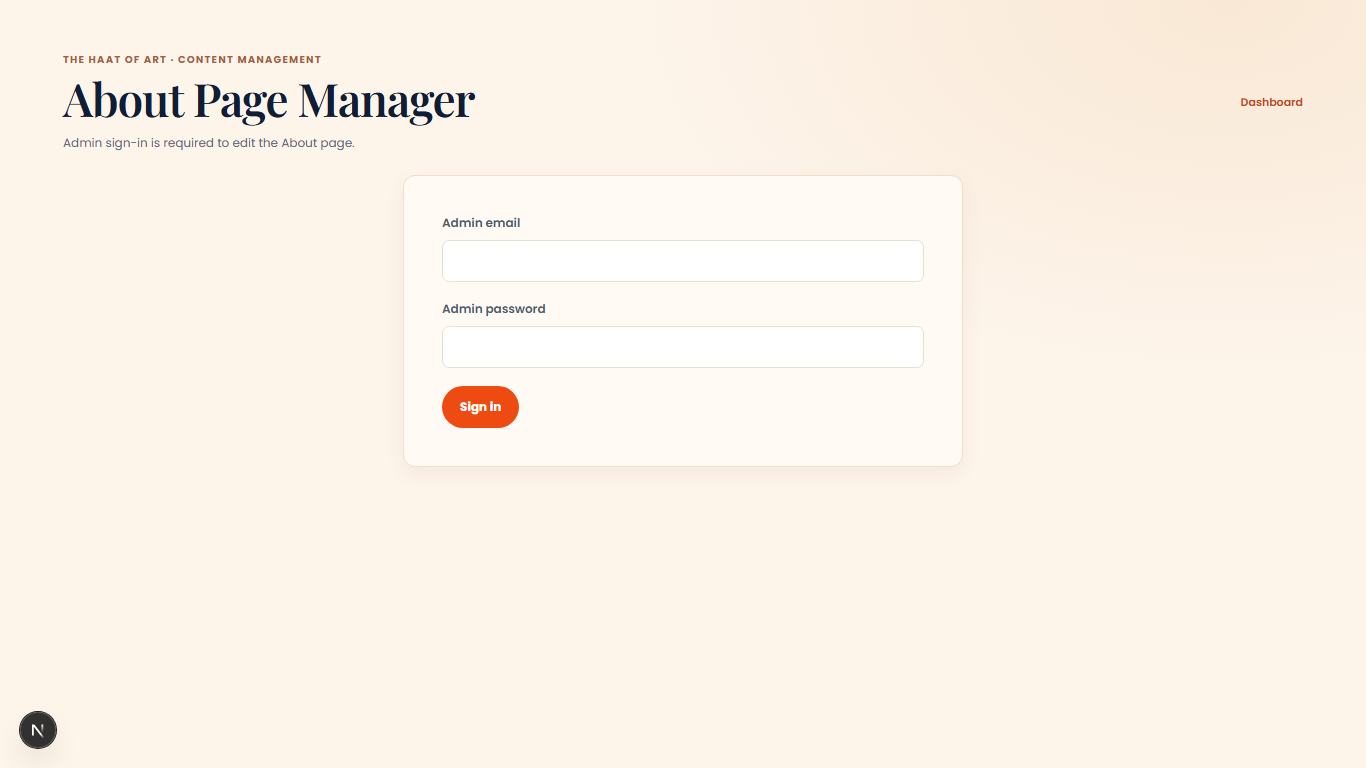 THE HAAT OF ART · CONTENT MANAGEMENT
About Page Manager
Dashboard
Admin sign-in is required to edit the About page.
Admin email
Admin password
Sign in
N